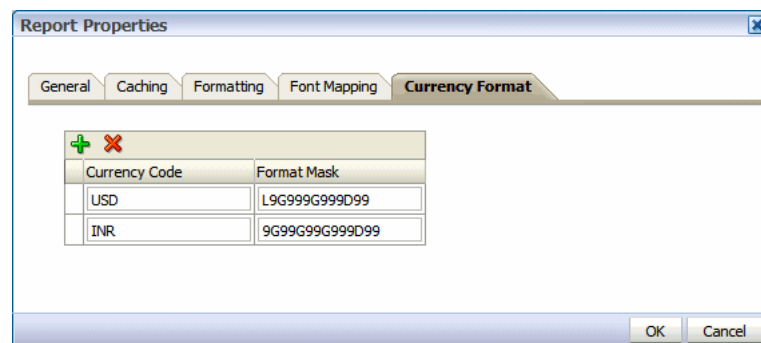 Report Properties
General Caching Formatting Font Mapping Currency Format
Currency Code Format Mask
USD L9G999G999D99
INR 9G99G99G999D99
OK Cancel